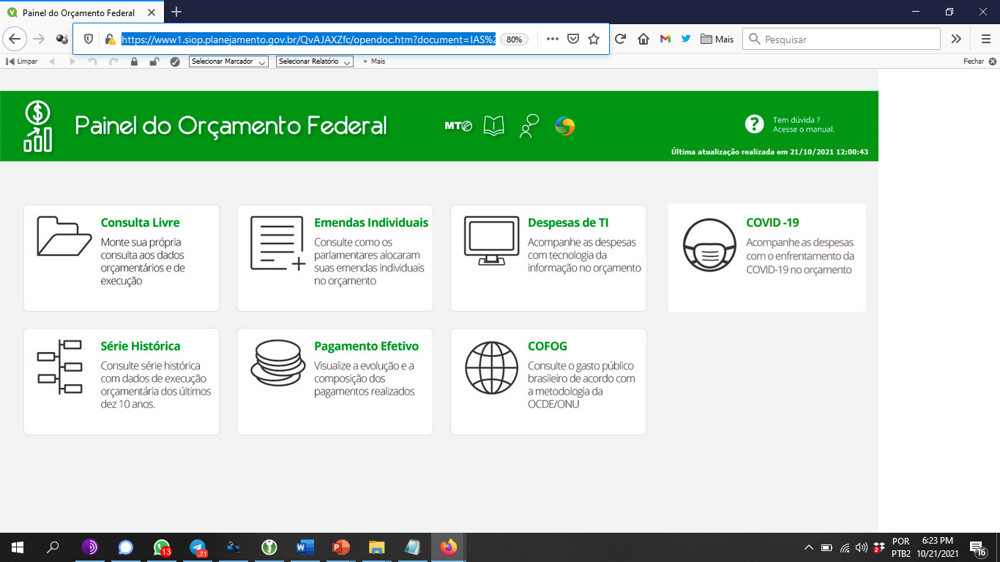 Painel do Orçamento Federal
https://www1.siop.planejamento.gov.br/QvAJAXZfc/opendoc.htm?document=IAS%2
80%
Mais
Pesquisar
Limpar
Selecionar Marcador
Selecionar Relatório
Mais
Fechar
Painel do Orçamento Federal
MTO
Tem dúvida ?
Acesse o manual.
Última atualização realizada em 21/10/2021 12:00:43
Consulta Livre
Monte sua própria
consulta aos dados
orçamentários e de
execução
Emendas Individuais
Consulte como os
parlamentares alocaram
suas emendas individuais
no orçamento
Despesas de TI
Acompanhe as despesas
com tecnologia da
informação no orçamento
COVID -19
Acompanhe as despesas
com o enfrentamento da
COVID-19 no orçamento
Série Histórica
Consulte série histórica
com dados de execução
orçamentária dos últimos
dez 10 anos.
Pagamento Efetivo
Visualize a evolução e a
composição dos
pagamentos realizados
COFOG
Consulte o gasto público
brasileiro de acordo com
a metodologia da
OCDE/ONU
13
71
2
POR
PTB2
6:23 PM
10/21/2021
16